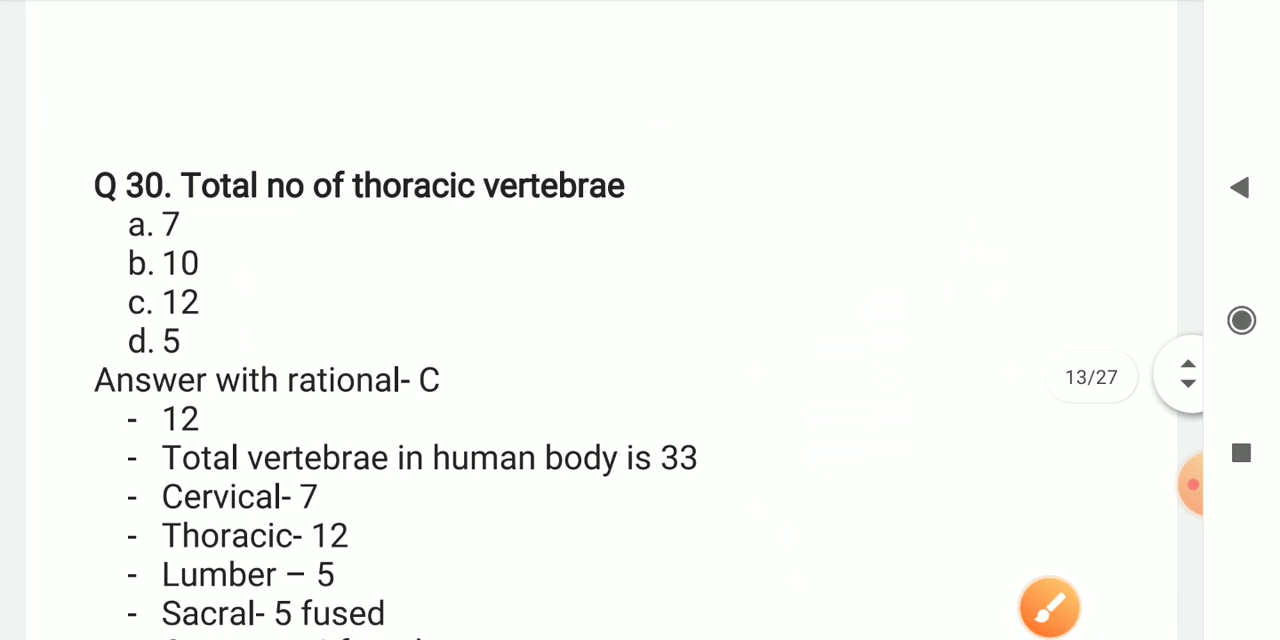 Q 30. Total no of thoracic vertebrae
a. 7
b. 10
c. 12
d. 5
Answer with rational- C
- 12
- Total vertebrae in human body is 33
- Cervical- 7
- Thoracic- 12
- Lumber – 5
- Sacral- 5 fused
13/27